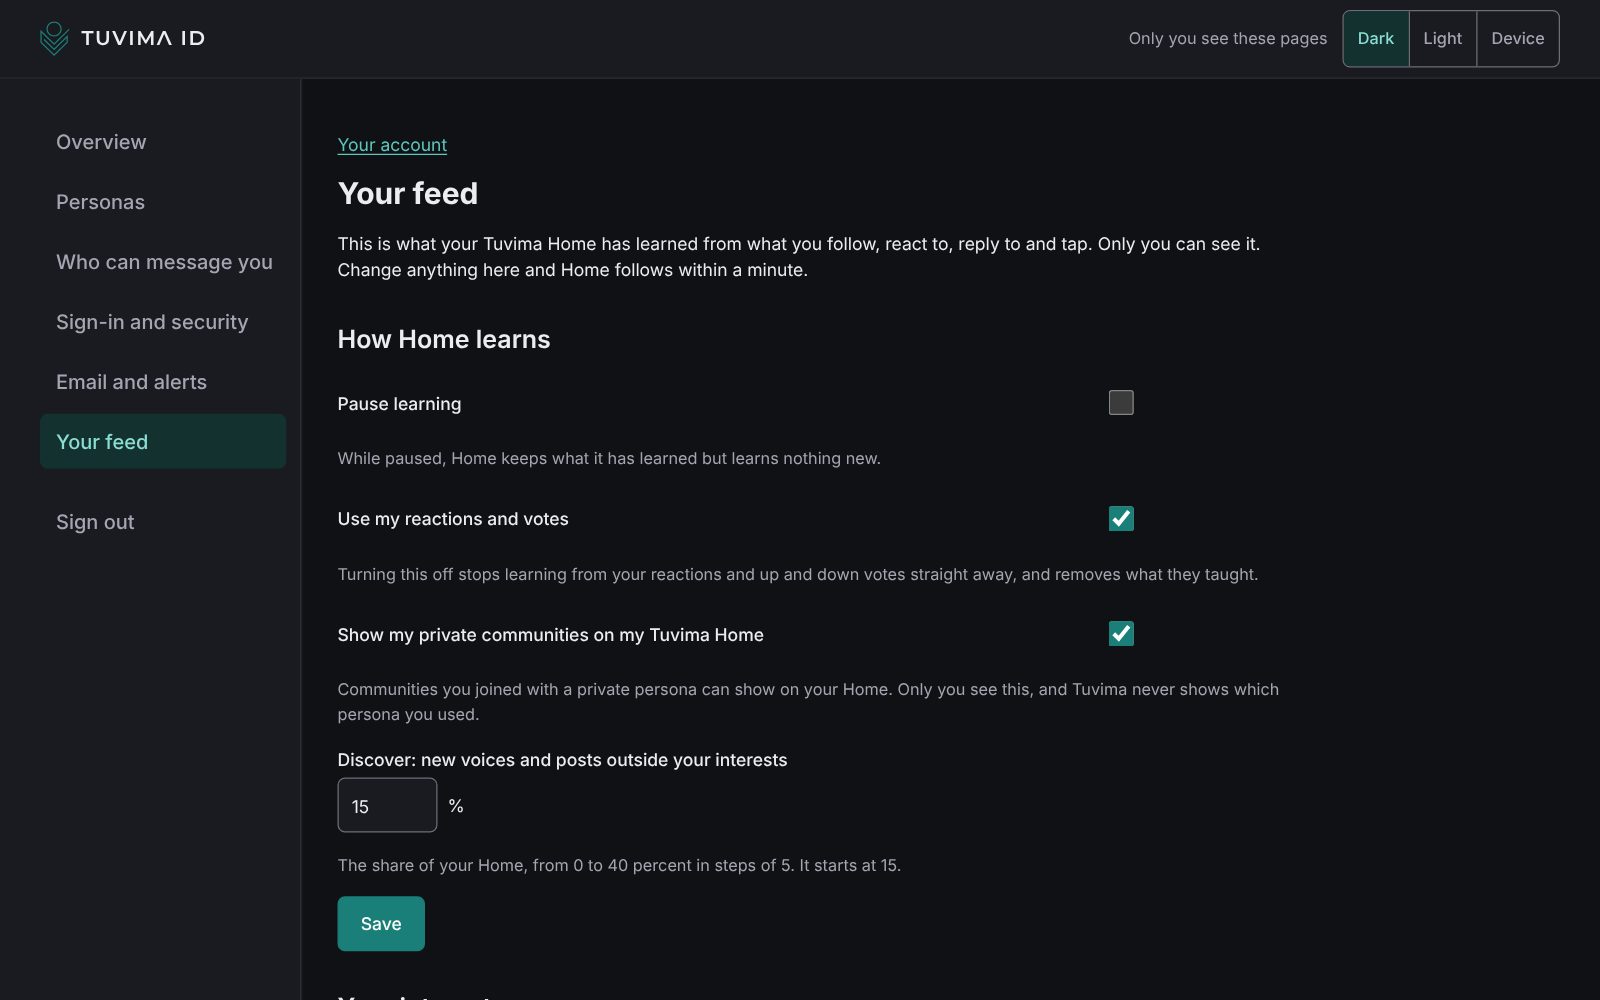 TUVIMA ID
Only you see these pages
Dark
Light
Device
Overview
Personas
Who can message you
Sign-in and security
Email and alerts
Your feed
Sign out
Your account
Your feed
This is what your Tuvima Home has learned from what you follow, react to, reply to and tap. Only you can see it.
Change anything here and Home follows within a minute.
How Home learns
Pause learning
While paused, Home keeps what it has learned but learns nothing new.
Use my reactions and votes
Turning this off stops learning from your reactions and up and down votes straight away, and removes what they taught.
Show my private communities on my Tuvima Home
Communities you joined with a private persona can show on your Home. Only you see this, and Tuvima never shows which
persona you used.
Discover: new voices and posts outside your interests
15 %
The share of your Home, from 0 to 40 percent in steps of 5. It starts at 15.
Save